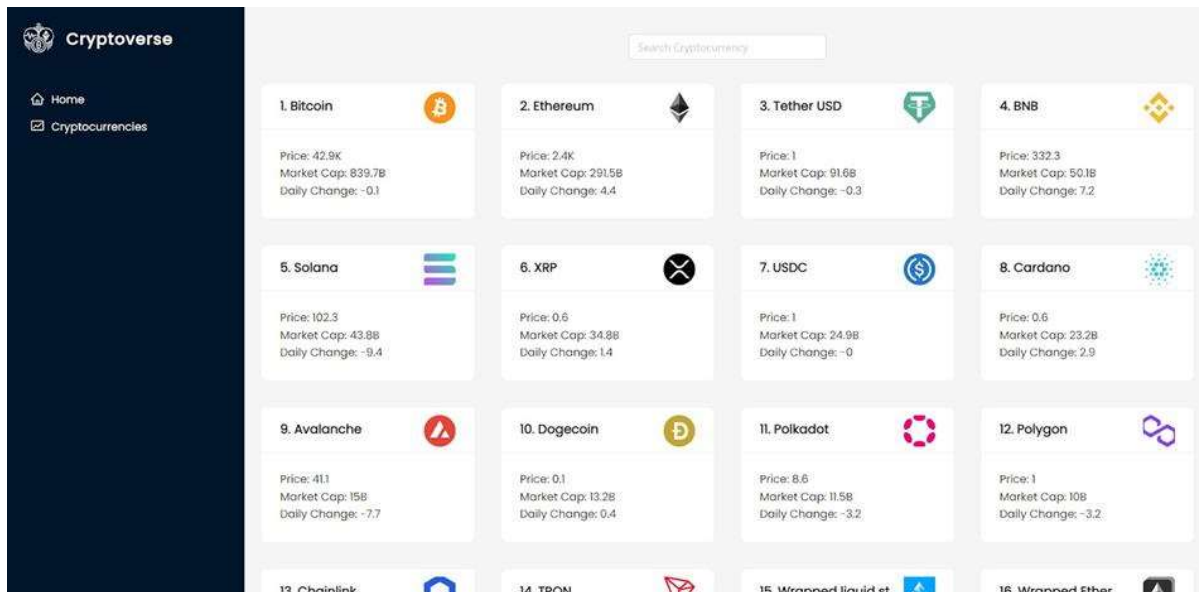 Cryptoverse
Home
Cryptocurrencies
Search Cryptocurrency
1. Bitcoin
Price: 42.9K
Market Cap: 839.7B
Daily Change: -0.1
2. Ethereum
Price: 2.4K
Market Cap: 291.5B
Daily Change: 4.4
3. Tether USD
Price: 1
Market Cap: 91.6B
Daily Change: -0.3
4. BNB
Price: 332.3
Market Cap: 50.1B
Daily Change: 7.2
5. Solana
Price: 102.3
Market Cap: 43.8B
Daily Change: -9.4
6. XRP
Price: 0.6
Market Cap: 34.8B
Daily Change: 1.4
7. USDC
Price: 1
Market Cap: 24.9B
Daily Change: -0
8. Cardano
Price: 0.6
Market Cap: 23.2B
Daily Change: 2.9
9. Avalanche
Price: 41.1
Market Cap: 15B
Daily Change: -7.7
10. Dogecoin
Price: 0.1
Market Cap: 13.2B
Daily Change: 0.4
11. Polkadot
Price: 8.6
Market Cap: 11.5B
Daily Change: -3.2
12. Polygon
Price: 1
Market Cap: 10B
Daily Change: -3.2
13. Chainlink
14. TRON
15. Wrapped liquid st
16. Wrapped Ether